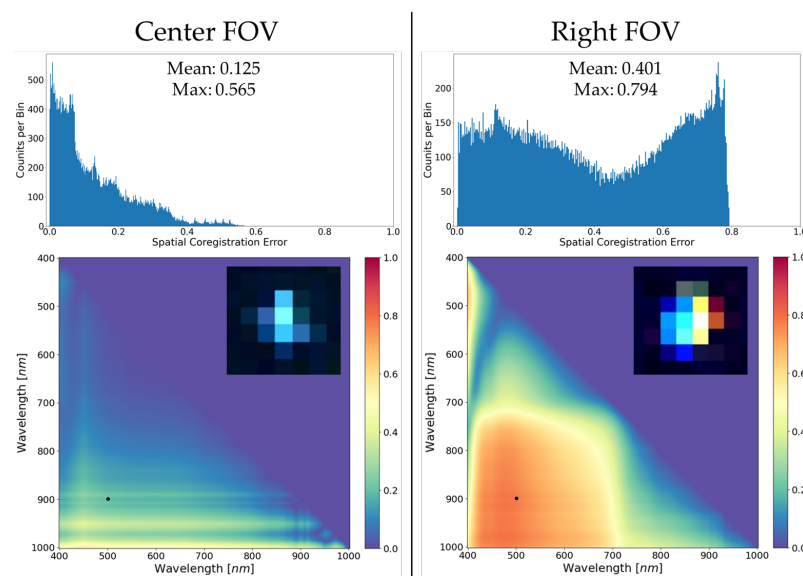 Center FOV
Mean: 0.125
Max: 0.565
Counits per Bin
500
400
300
200
100
0
0.0 0.2 0.4 0.6 0.8 1.0
Spatial Coregistration Error
Wavelength [nm]
400
500
600
700
800
900
1000
400 500 600 700 800 900 1000
Wavelength [nm]
1.0
0.8
0.6
0.4
0.2
0.0
Right FOV
Mean: 0.401
Max: 0.794
Counits per Bin
200
150
100
50
0
0.0 0.2 0.4 0.6 0.8 1.0
Spatial Coregistration Error
Wavelength [nm]
400
500
600
700
800
900
1000
400 500 600 700 800 900 1000
Wavelength [nm]
1.0
0.8
0.6
0.4
0.2
0.0